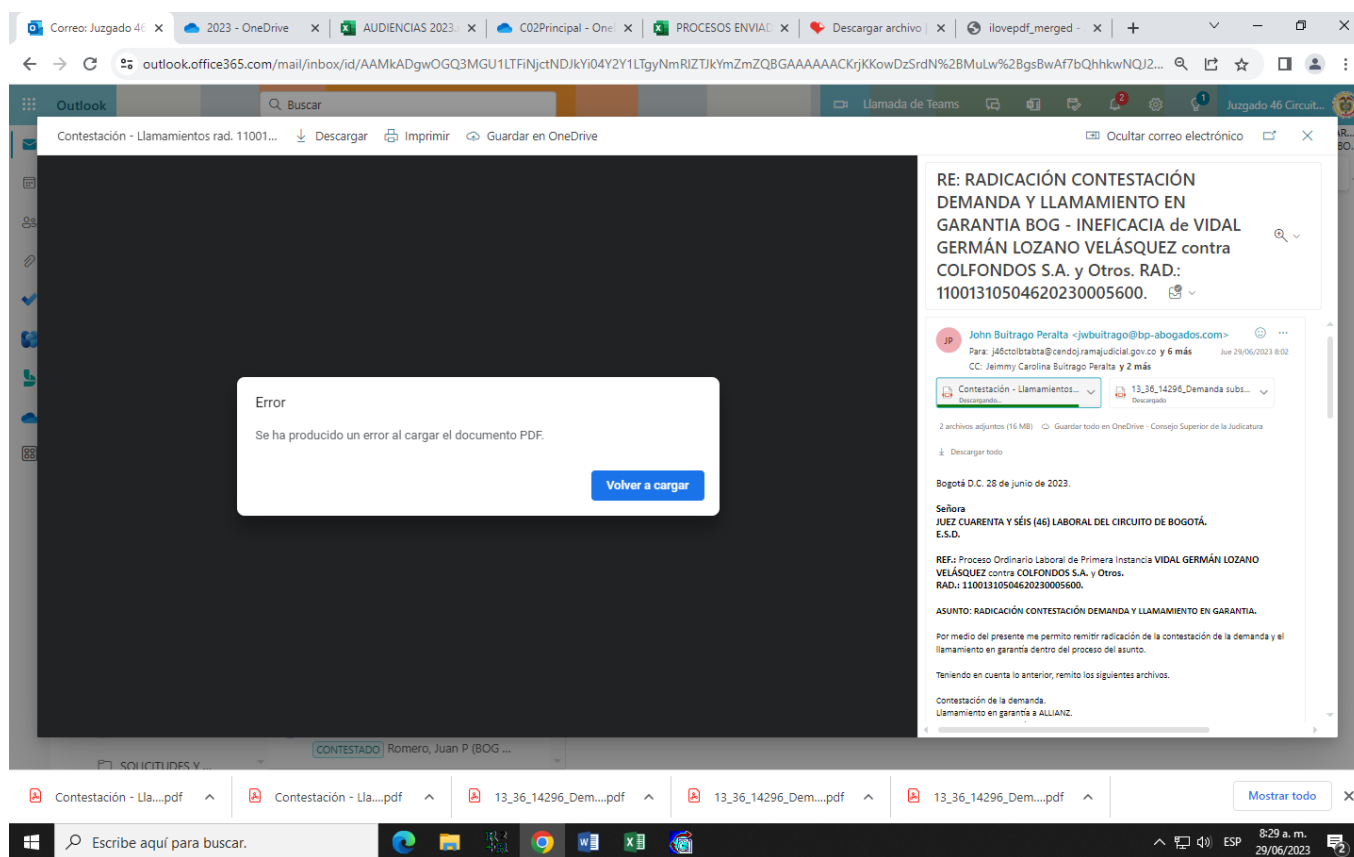 Correo: Juzgado 46
2023 - OneDrive
AUDIENCIAS 2023.
C02Principal - One
PROCESOS ENVIAD
Descargar archivo |
ilovepdf_merged -
outlook.office365.com/mail/inbox/id/AAMkADgwOGQ3MGU1LTFiNjctNDJkYi04Y2Y1LTgyNmRIZTJkYmZmZQBGAAAAAACKrjKKowDzSrdN%2BMuLw%2BgsBwAf7bQhhkwNQJ2...
Outlook
Buscar
Llamada de Teams
2
1
Juzgado 46 Circuit...
Contestación - Llamamientos rad. 11001...
Descargar
Imprimir
Guardar en OneDrive
Ocultar correo electrónico
RE: RADICACIÓN CONTESTACIÓN
DEMANDA Y LLAMAMIENTO EN
GARANTIA BOG - INEFICACIA de VIDAL
GERMÁN LOZANO VELÁSQUEZ contra
COLFONDOS S.A. y Otros. RAD.:
11001310504620230005600.
JP
John Buitrago Peralta <jwbuitrago@bp-abogados.com>
Para: j46ctolbtabta@cendoj.ramajudicial.gov.co y 6 más
Jue 29/06/2023 8:02
CC: Jeimmy Carolina Buitrago Peralta y 2 más
Contestación - Llamamientos...
Descargando...
13_36_14296_Demanda subs...
Descargado
2 archivos adjuntos (16 MB)
Guardar todo en OneDrive - Consejo Superior de la Judicatura
Descargar todo
Bogotá D.C. 28 de junio de 2023.
Señora
JUEZ CUARENTA Y SÉIS (46) LABORAL DEL CIRCUITO DE BOGOTÁ.
E.S.D.
REF.: Proceso Ordinario Laboral de Primera Instancia VIDAL GERMÁN LOZANO
VELÁSQUEZ contra COLFONDOS S.A. y Otros.
RAD.: 11001310504620230005600.
ASUNTO: RADICACIÓN CONTESTACIÓN DEMANDA Y LLAMAMIENTO EN GARANTIA.
Por medio del presente me permito remitir radicación de la contestación de la demanda y el
llamamiento en garantía dentro del proceso del asunto.
Teniendo en cuenta lo anterior, remito los siguientes archivos.
Contestación de la demanda.
Llamamiento en garantía a ALLIANZ.
Error
Se ha producido un error al cargar el documento PDF.
Volver a cargar
CONTESTADO Romero, Juan P (BOG ...
SOLICITUDES Y ...
Contestación - Lla....pdf
Contestación - Lla....pdf
13_36_14296_Dem....pdf
13_36_14296_Dem....pdf
13_36_14296_Dem....pdf
Mostrar todo
Escribe aquí para buscar.
ESP
8:29 a. m.
29/06/2023
2